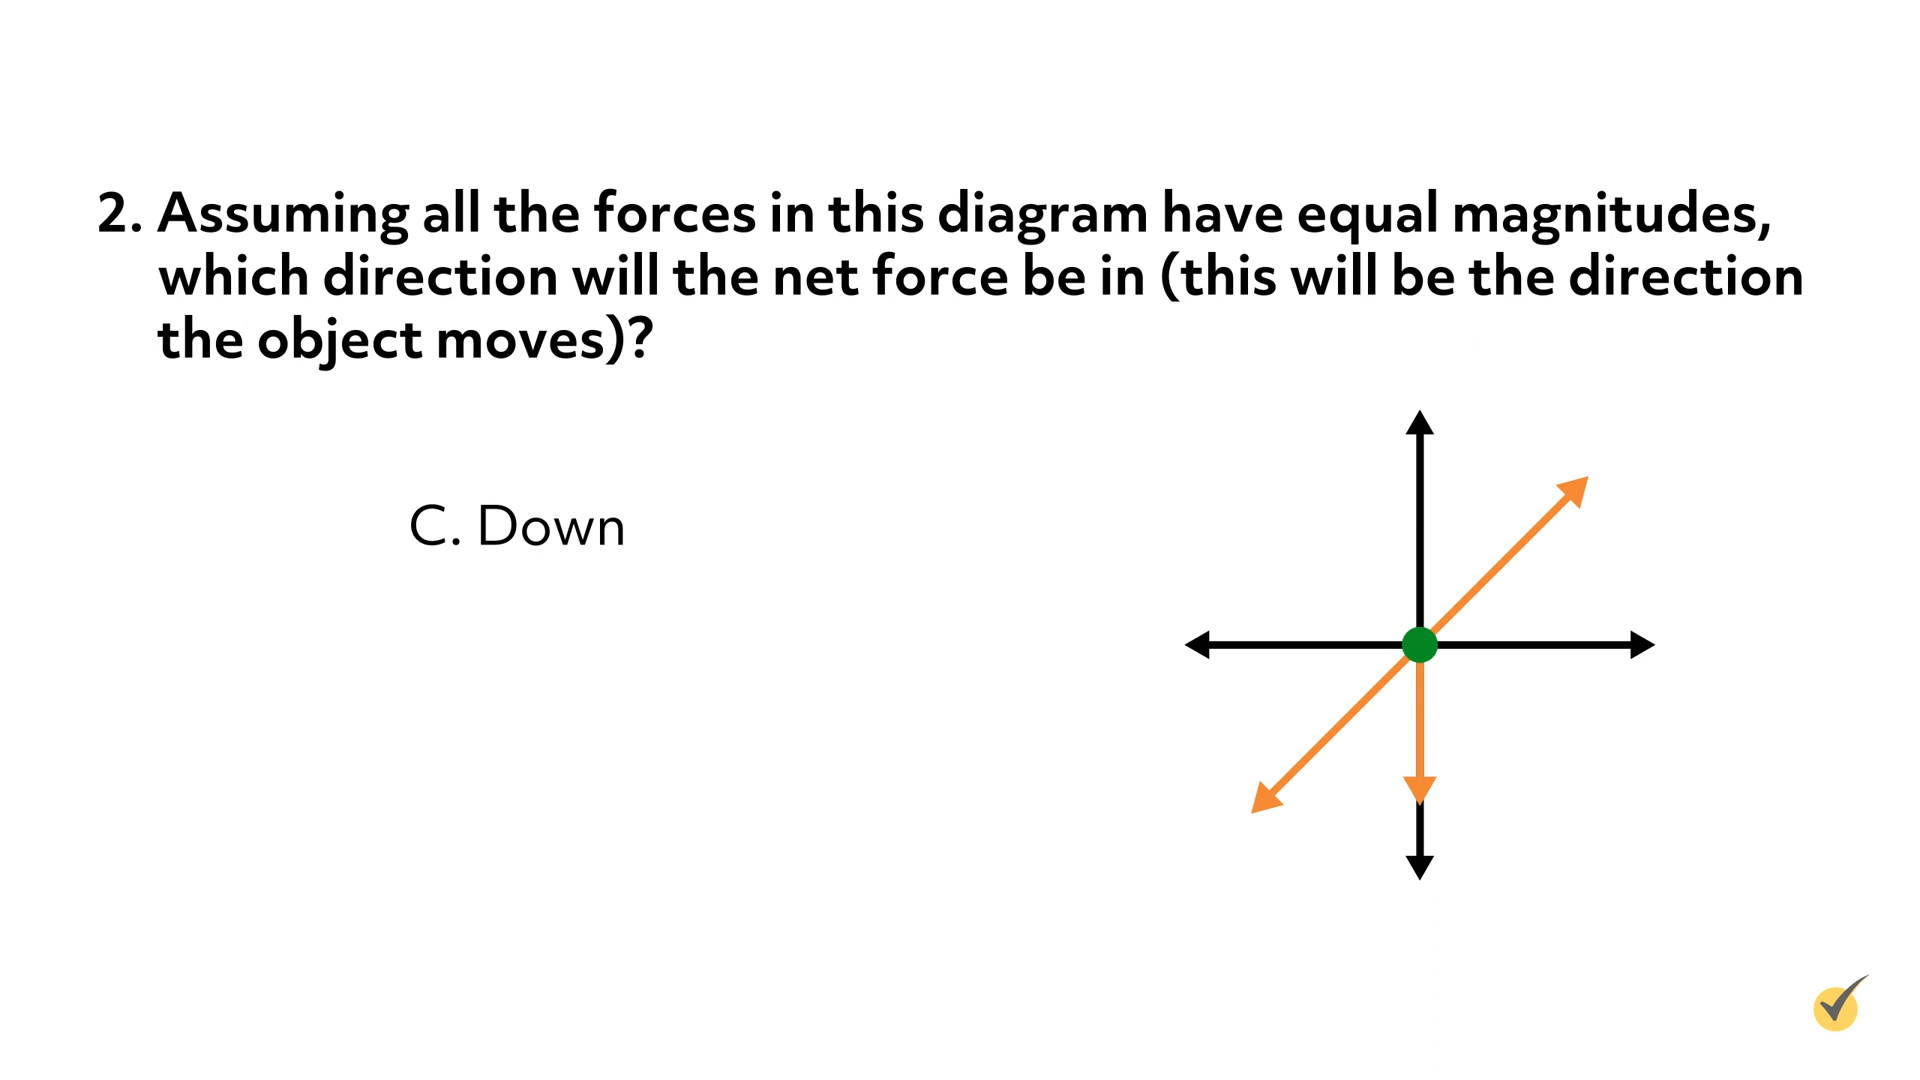 2. Assuming all the forces in this diagram have equal magnitudes,
which direction will the net force be in (this will be the direction
the object moves)?
C. Down